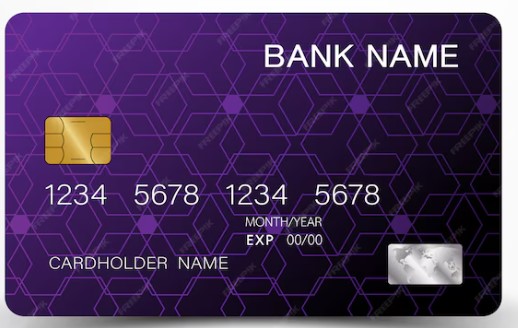 BANK NAME
1234 5678 1234 5678
MONTH/YEAR
EXP 00/00
CARDHOLDER NAME